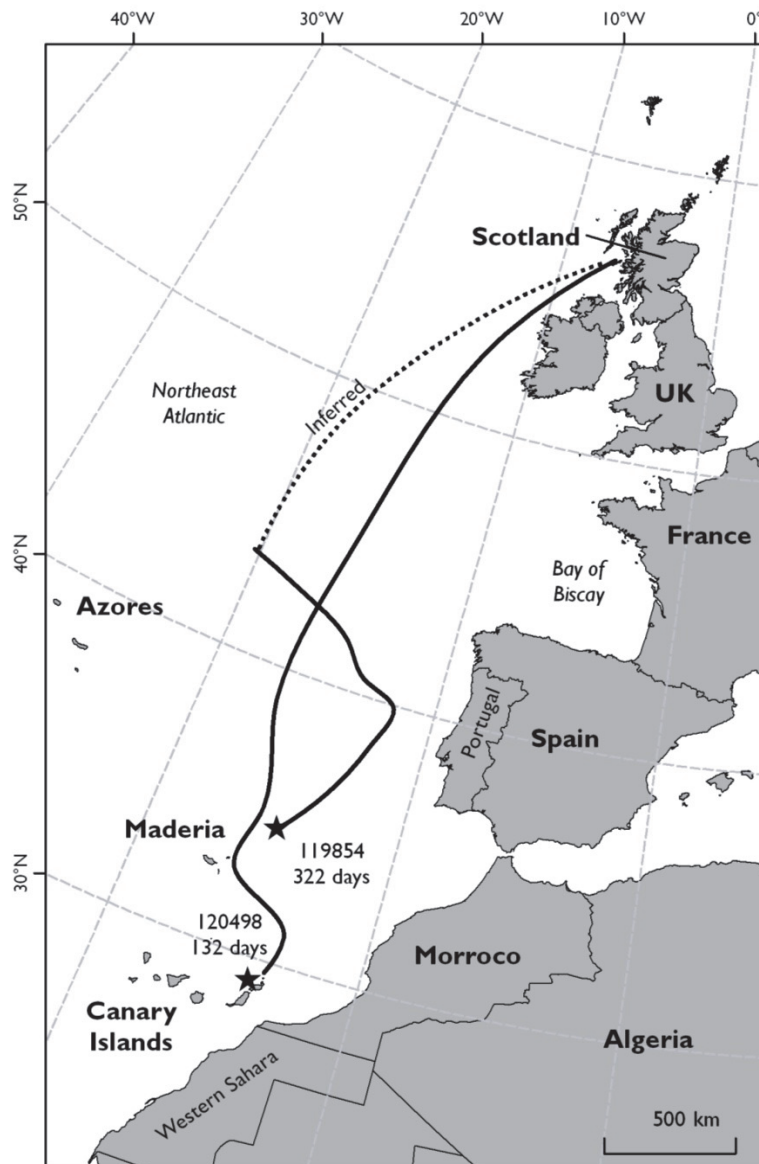 40°W
30°W
20°W
10°W
0°
50°N
Scotland
Northeast
Atlantic
Inferred
UK
France
40°N
Azores
Bay of
Biscay
Portugal
Spain
Maderia
119854
322 days
30°N
120498
132 days
Morroco
Canary
Islands
Algeria
Western Sahara
500 km